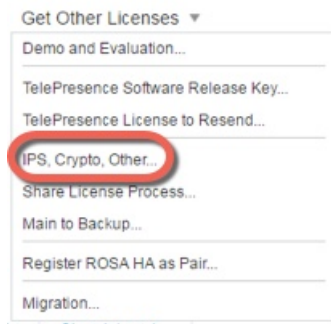 Get Other Licenses ▼
Demo and Evaluation...
TelePresence Software Release Key...
TelePresence License to Resend...
IPS, Crypto, Other...
Share License Process...
Main to Backup...
Register ROSA HA as Pair...
Migration...